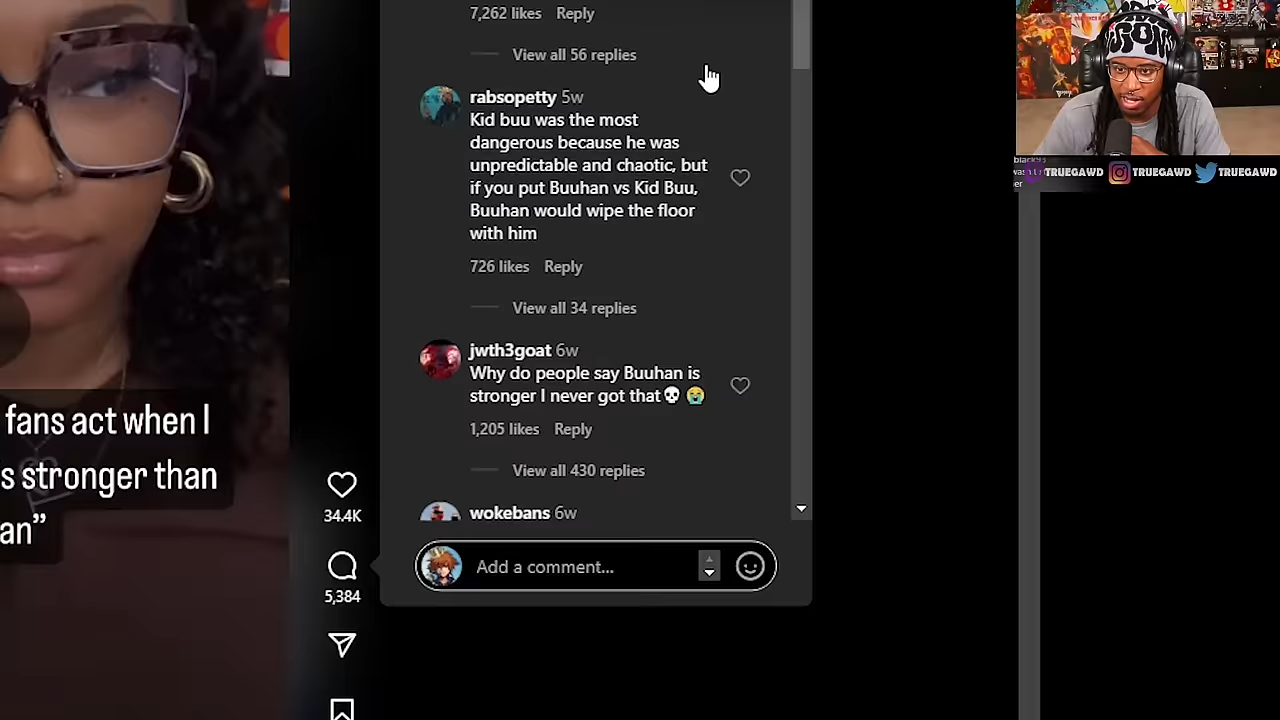 7,262 likes Reply
View all 56 replies
rabsopetty 5w
Kid buu was the most
dangerous because he was
unpredictable and chaotic, but
if you put Buuhan vs Kid Buu,
Buuhan would wipe the floor
with him
726 likes Reply
View all 34 replies
jwth3goat 6w
Why do people say Buuhan is
stronger I never got that💀 😭
1,205 likes Reply
View all 430 replies
wokebans 6w
Add a comment...
fans act when I
s stronger than
an”
34.4K
5,384
TRUEGAWD TRUEGAWD TRUEGAWD